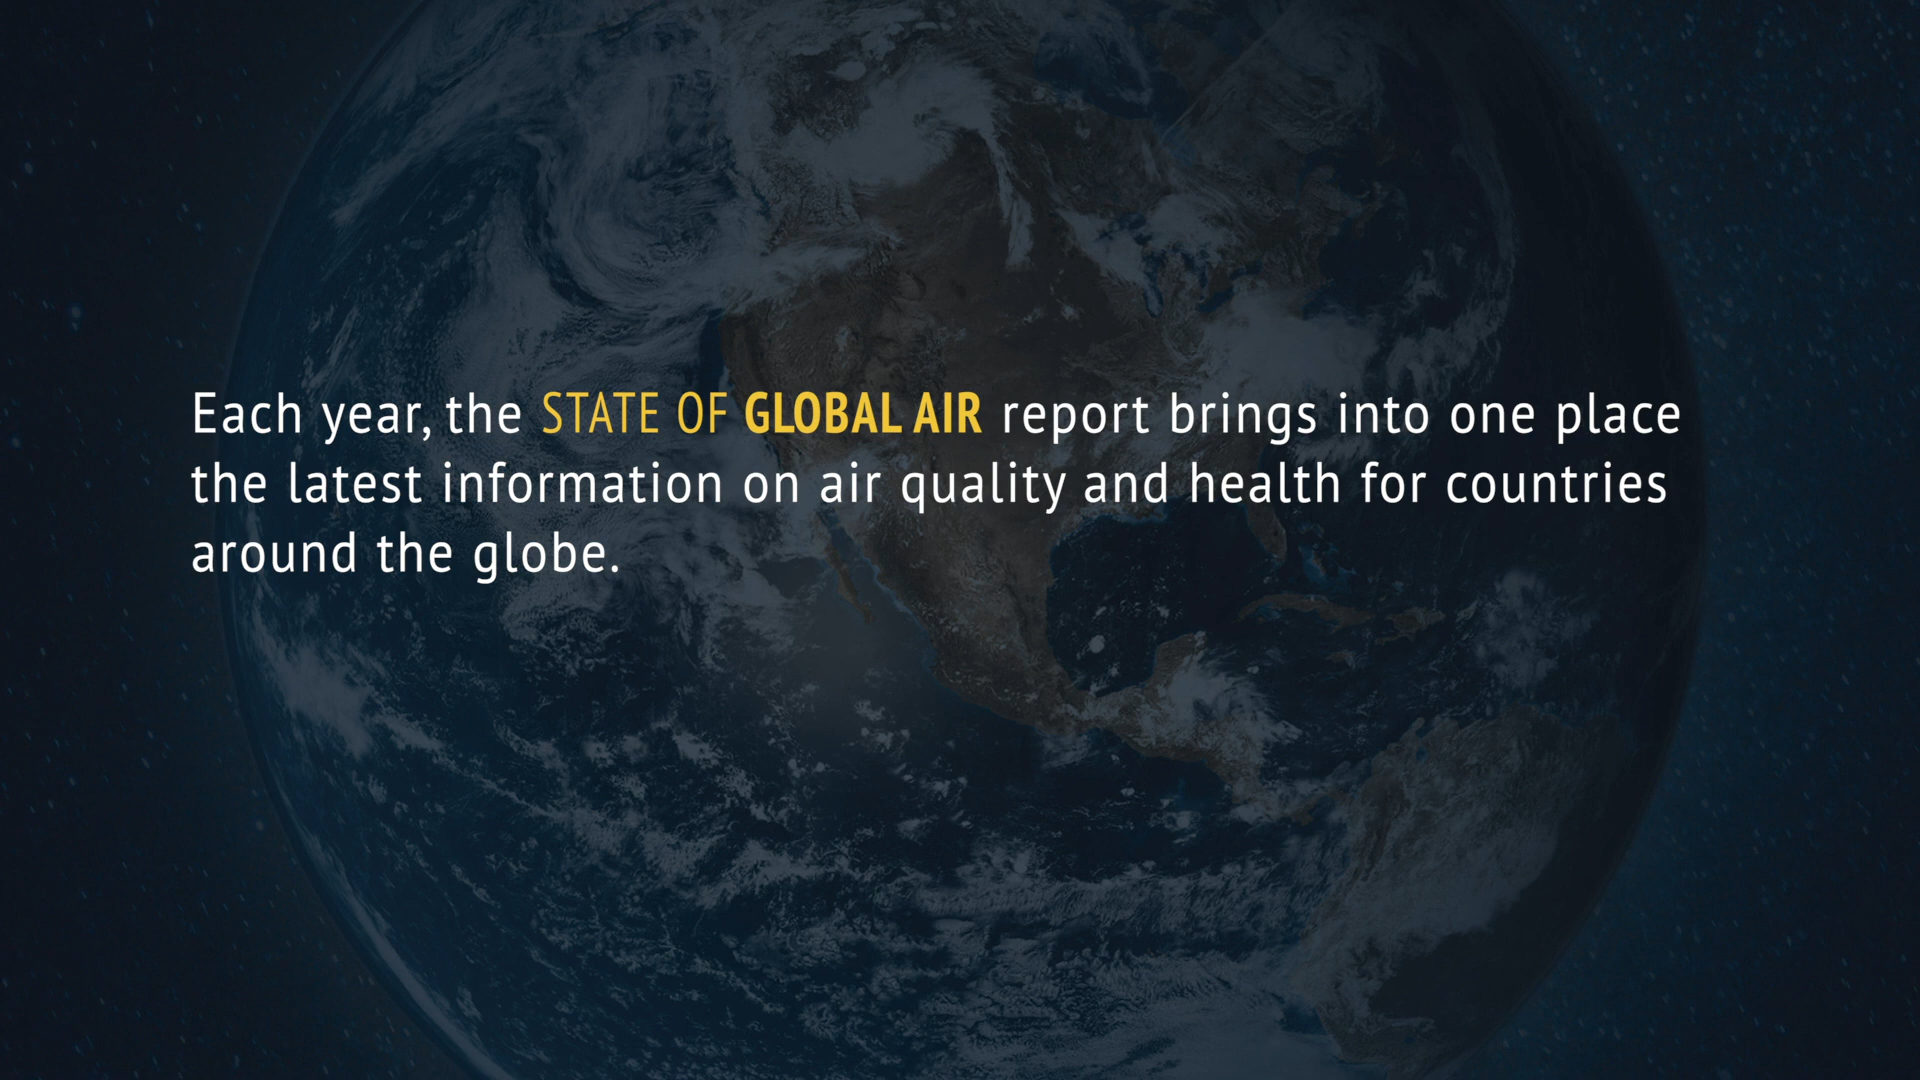 Each year, the STATE OF GLOBAL AIR report brings into one place
the latest information on air quality and health for countries
around the globe.